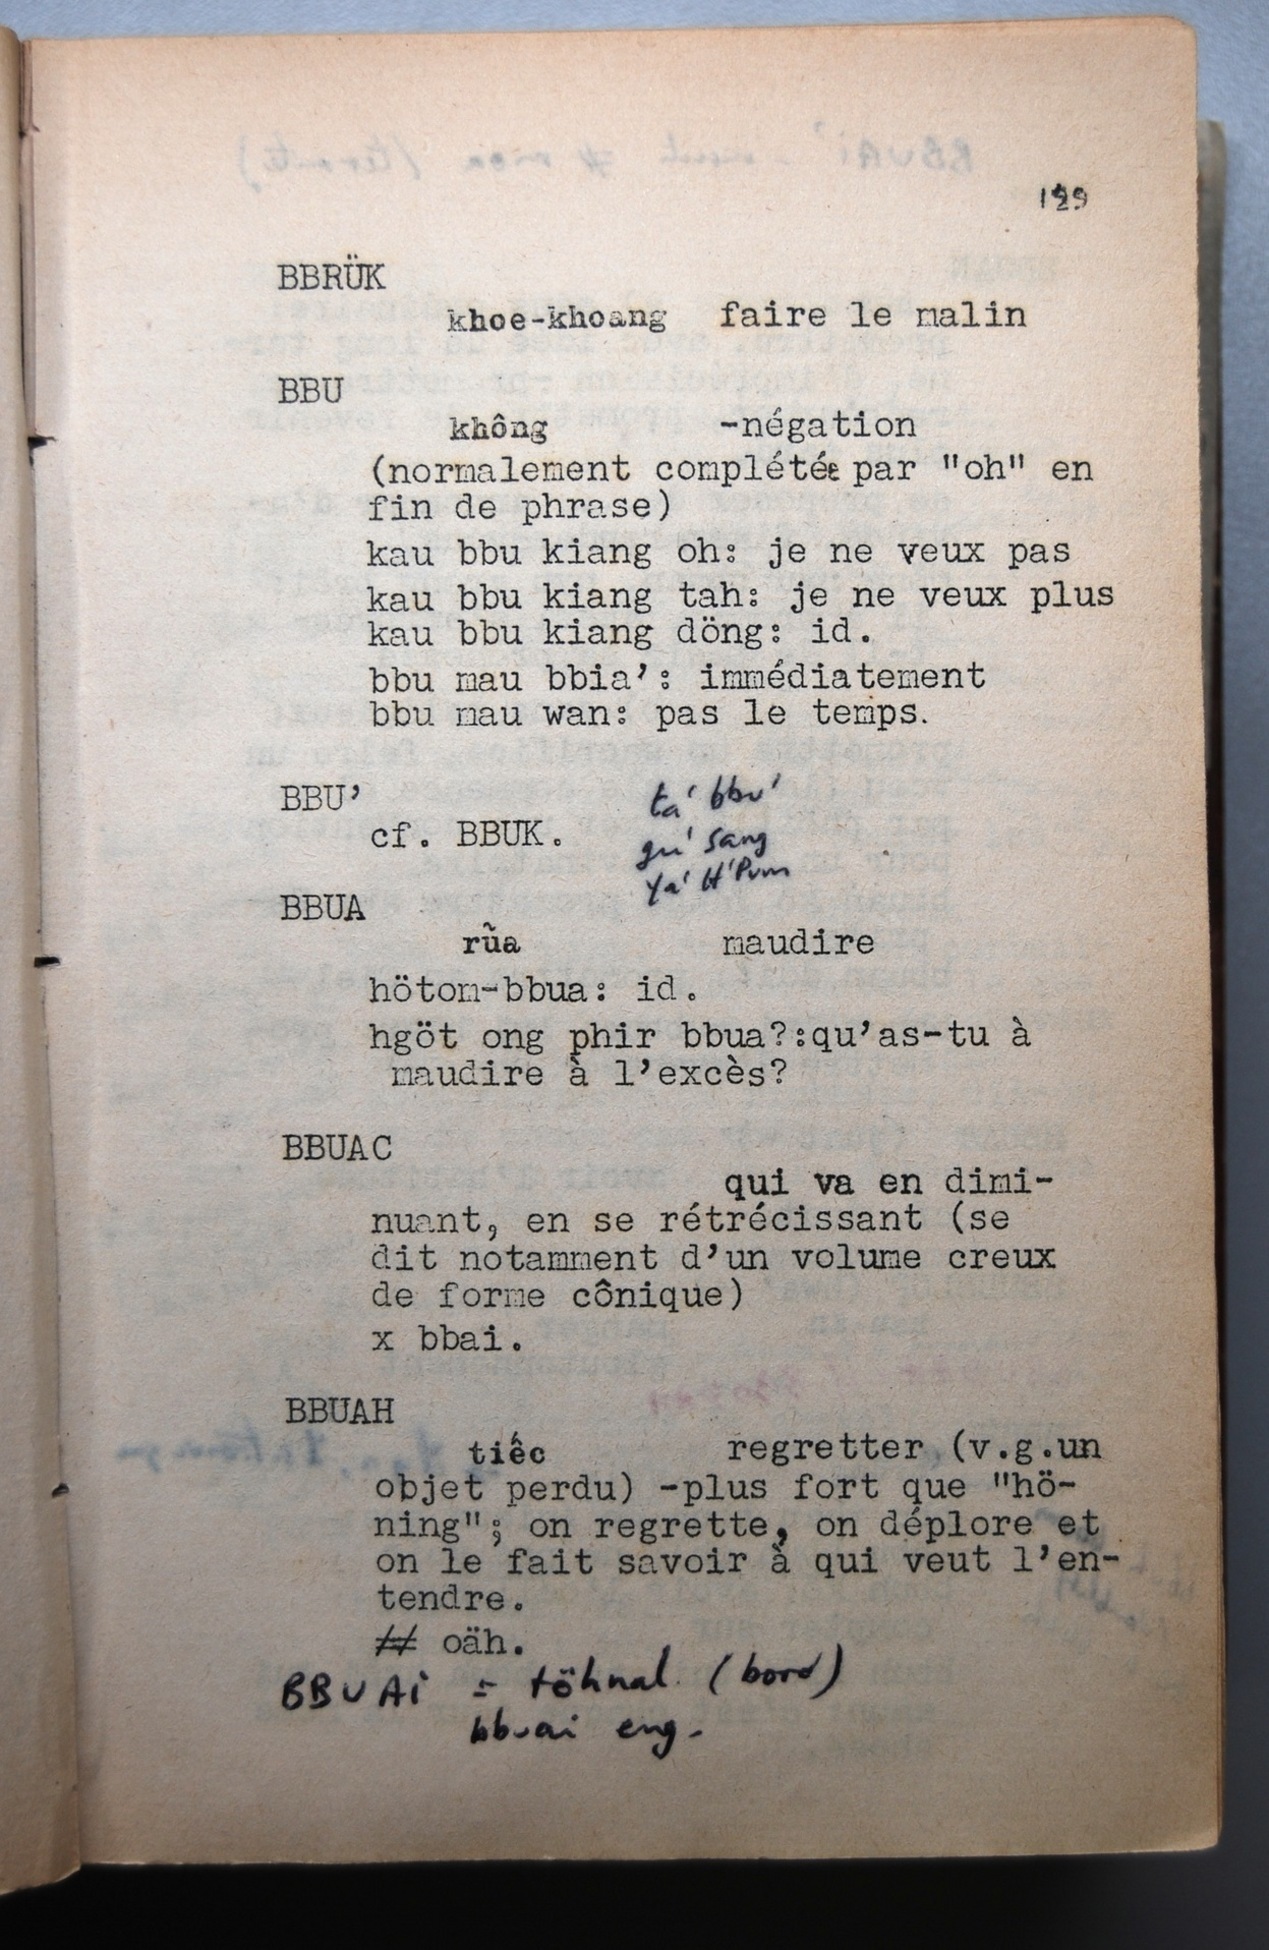 129
BBRÜK
khoe-khoang faire le malin
BBU
không -négation
(normalement complétée par "oh" en
fin de phrase)
kau bbu kiang oh: je ne veux pas
kau bbu kiang tah: je ne veux plus
kau bbu kiang döng: id.
bbu mau bbia’: immédiatement
bbu mau wan: pas le temps.
BBU’
cf. BBUK.
ta' bbu'
gu' sang
ya' H'Pum
BBUA
rũa maudire
hötom-bbua: id.
hgöt ong phir bbua?:qu’as-tu à
maudire à l’excès?
BBUAC
qui va en dimi-
nuant, en se rétrécissant (se
dit notamment d’un volume creux
de forme cônique)
x bbai.
BBUAH
tiếc regretter (v.g.un
objet perdu) -plus fort que "hö-
ning"; on regrette, on déplore et
on le fait savoir à qui veut l’en-
tendre.
≠ oäh.
BBUAi = töhnal (bord)
bbuai eng.